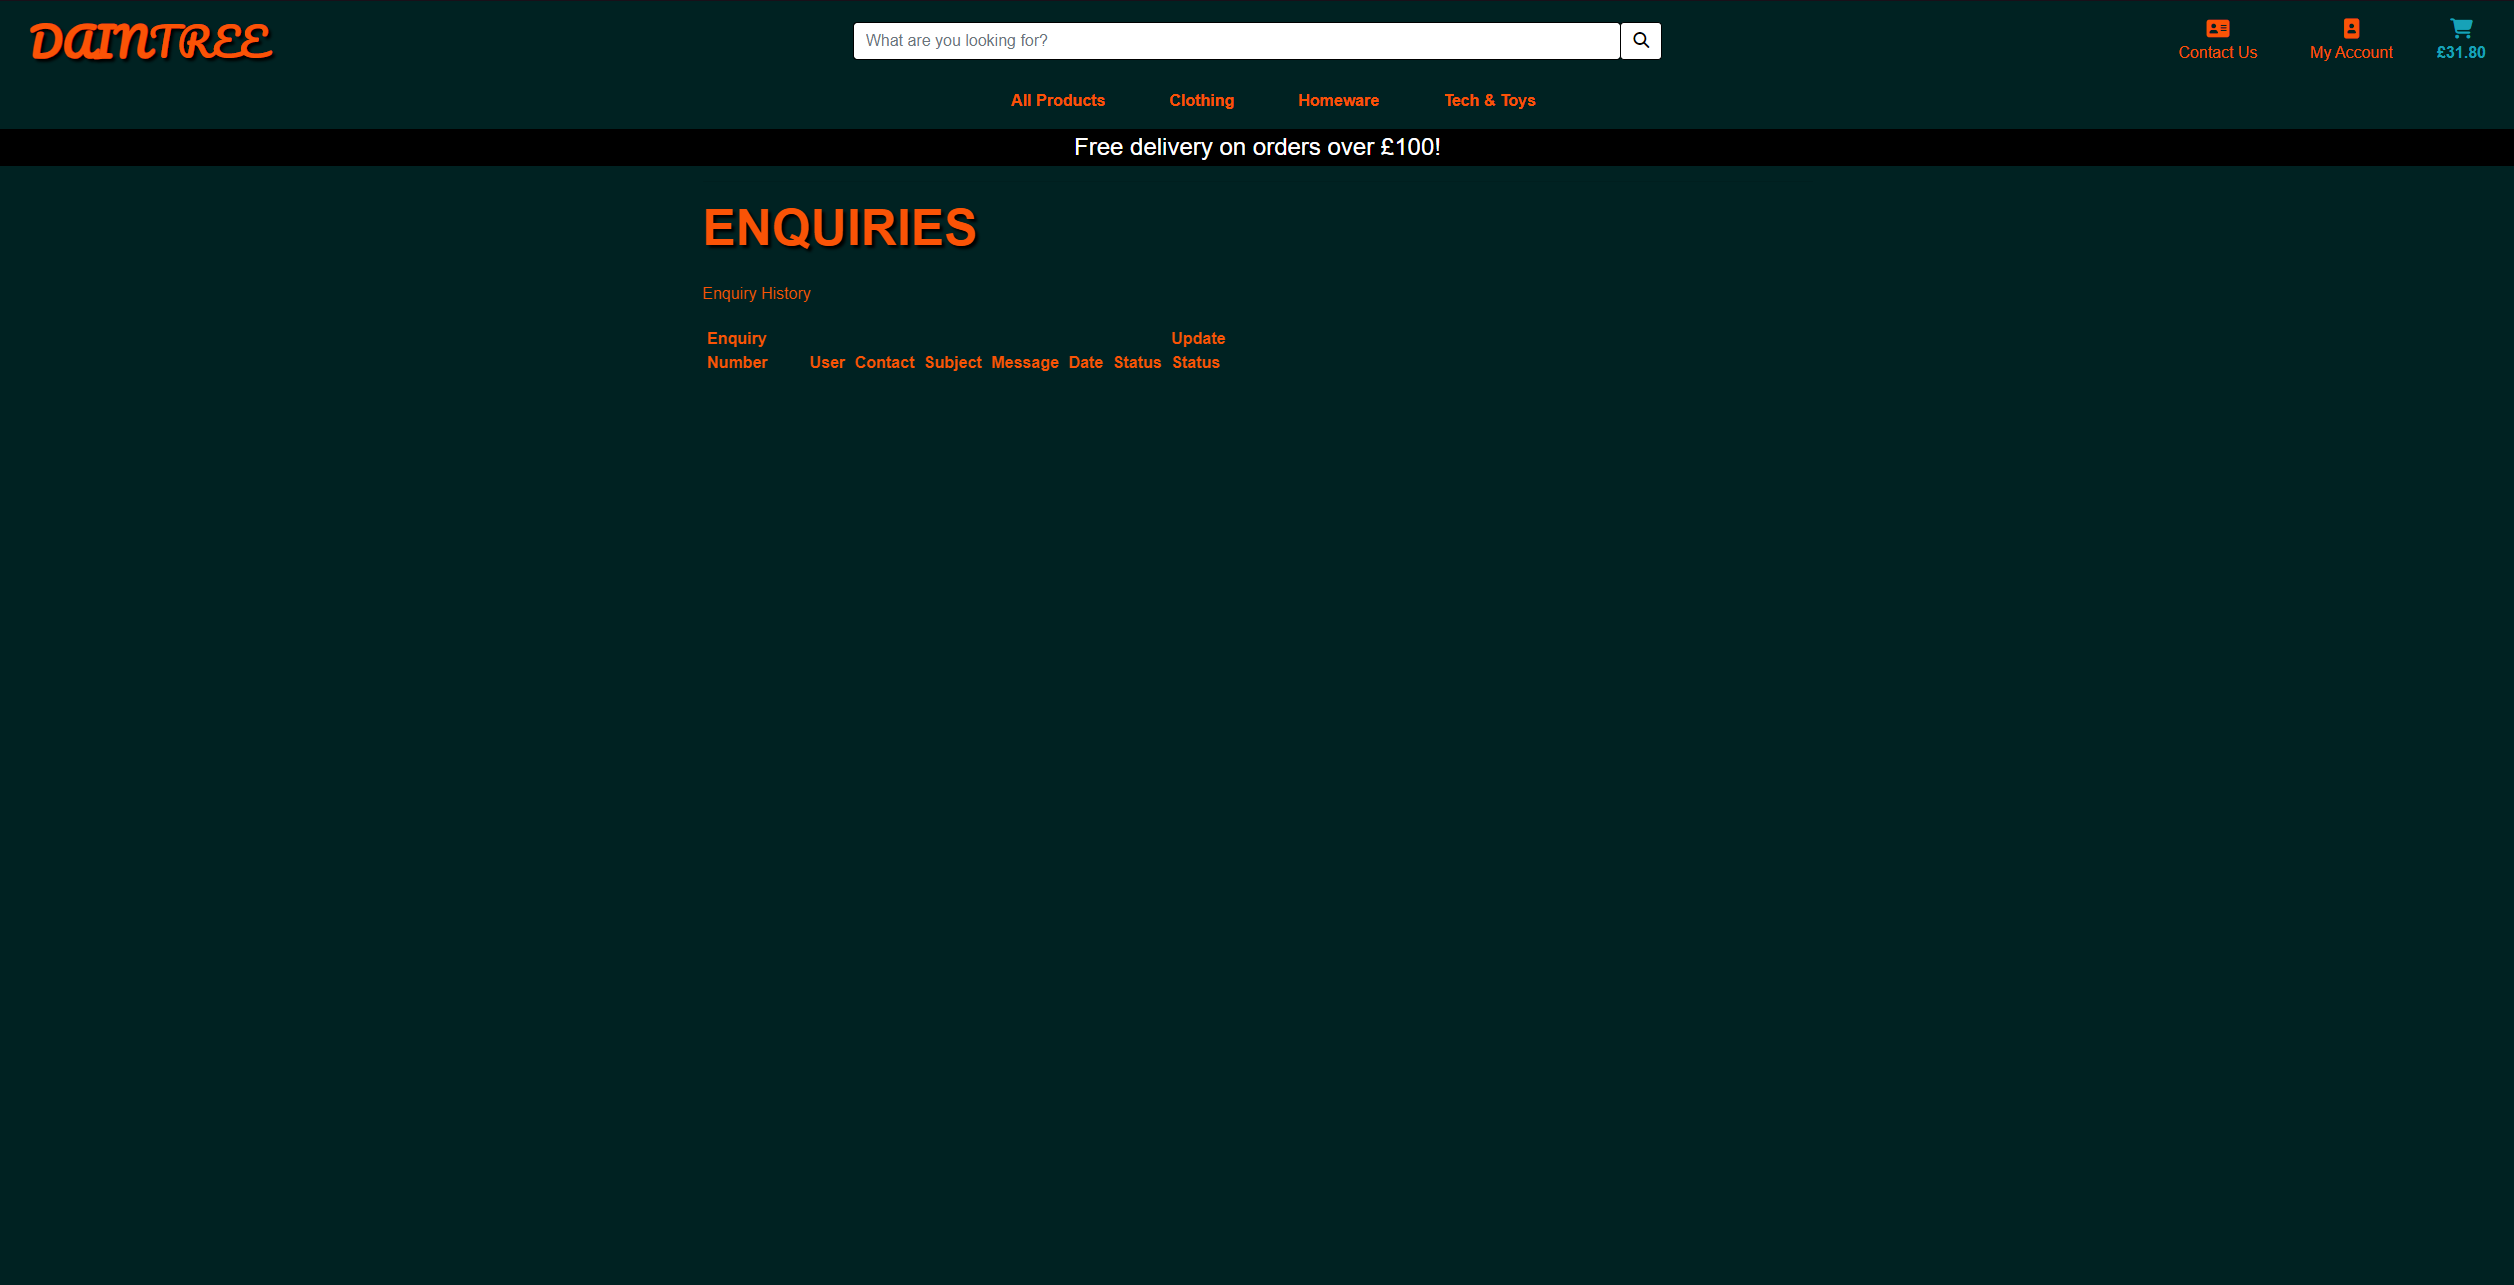 DAINTREE
What are you looking for?
Contact Us
My Account
£31.80
All Products Clothing Homeware Tech & Toys
Free delivery on orders over £100!
ENQUIRIES
Enquiry History
Enquiry Number User Contact Subject Message Date Status Update Status